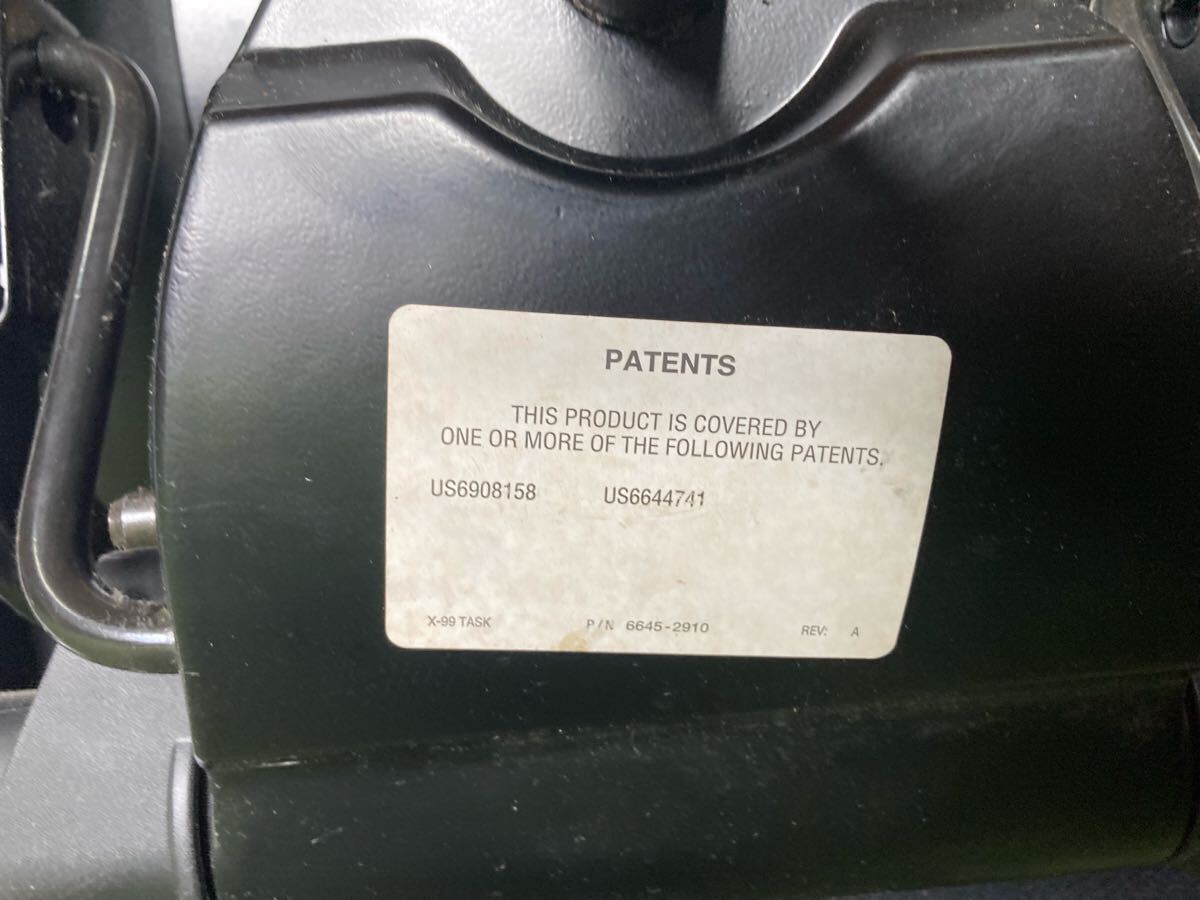 PATENTS
THIS PRODUCT IS COVERED BY
ONE OR MORE OF THE FOLLOWING PATENTS.
US6908158 US6644741
X-99 TASK P/N 6645-2910 REV: A